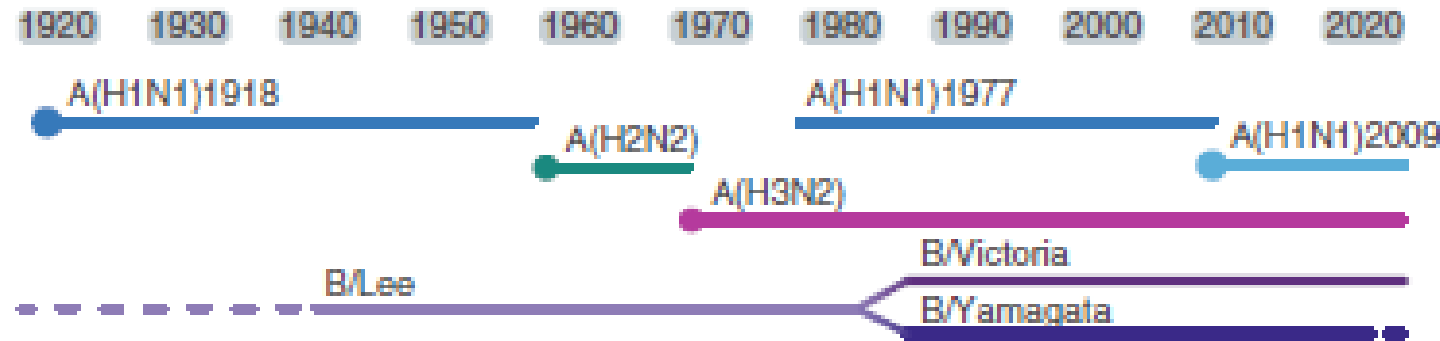 1920 1930 1940 1950 1960 1970 1980 1990 2000 2010 2020
A(H1N1)1918 A(H1N1)1977
A(H2N2) A(H1N1)2009
A(H3N2)
B/Victoria
B/Lee
B/Yamagata